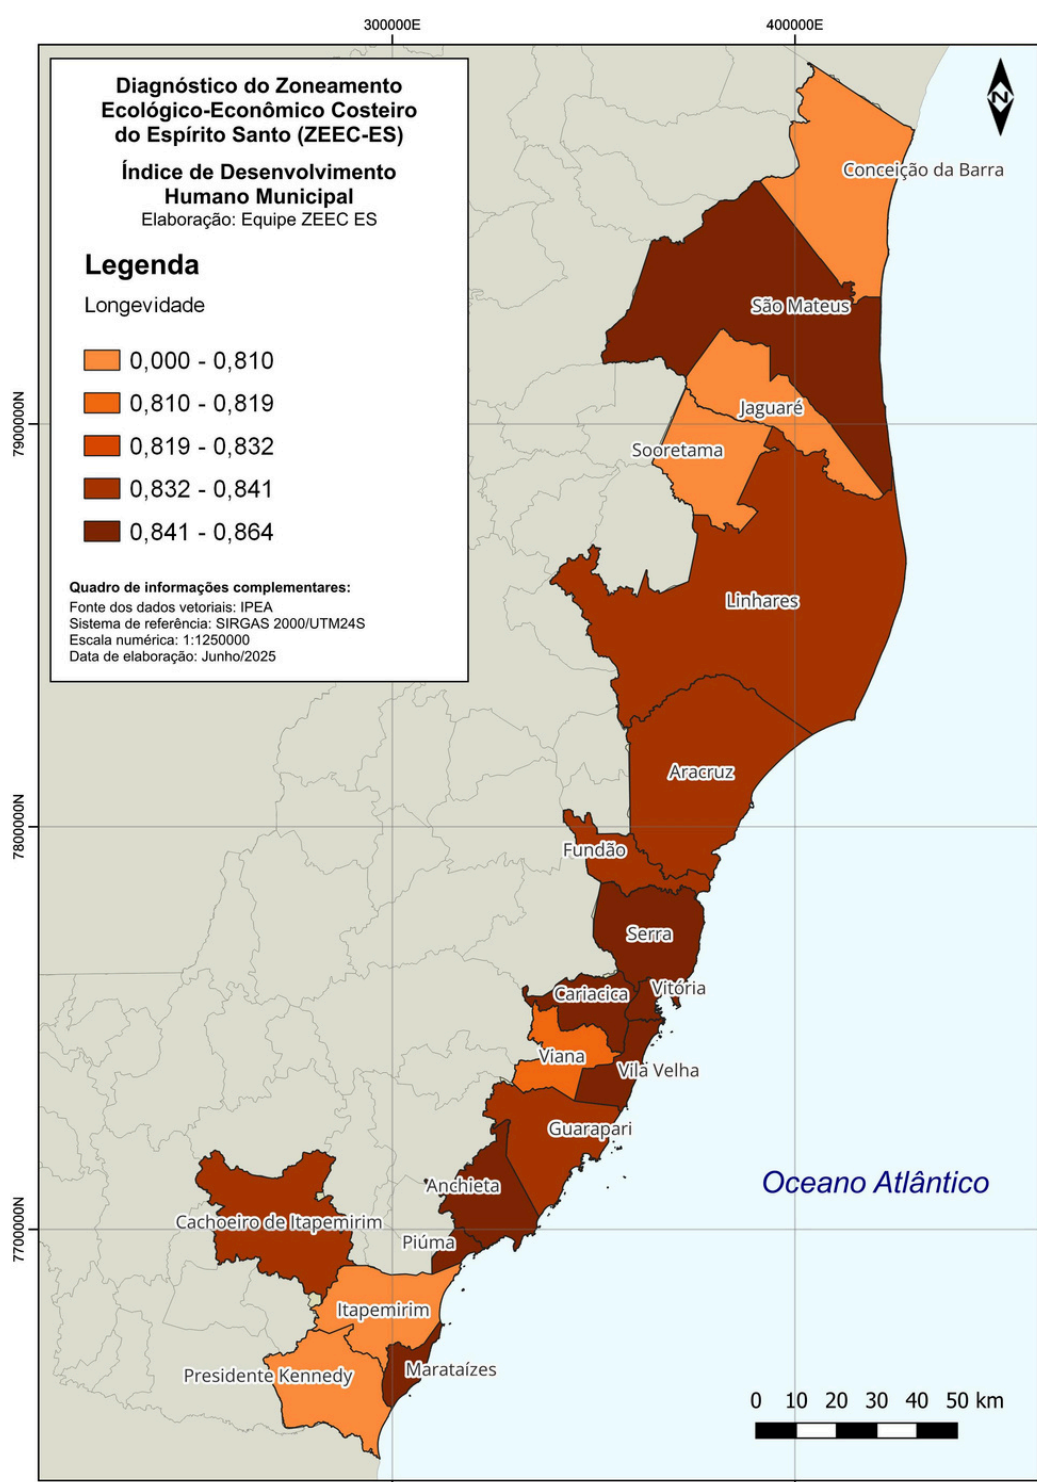 300000E
400000E
Diagnóstico do Zoneamento
Ecológico-Econômico Costeiro
do Espírito Santo (ZEEC-ES)
Índice de Desenvolvimento
Humano Municipal
Elaboração: Equipe ZEEC ES
Legenda
Longevidade
0,000 - 0,810
0,810 - 0,819
0,819 - 0,832
0,832 - 0,841
0,841 - 0,864
Quadro de informações complementares:
Fonte dos dados vetoriais: IPEA
Sistema de referência: SIRGAS 2000/UTM24S
Escala numérica: 1:1250000
Data de elaboração: Junho/2025
N
Conceição da Barra
São Mateus
Jaguaré
7900000N
Sooretama
Linhares
Aracruz
7800000N
Fundão
Serra
Vitória
Cariacica
Viana
Vila Velha
Guarapari
Oceano Atlântico
Anchieta
Cachoeiro de Itapemirim
7700000N
Piúma
Itapemirim
Marataízes
Presidente Kennedy
0 10 20 30 40 50 km